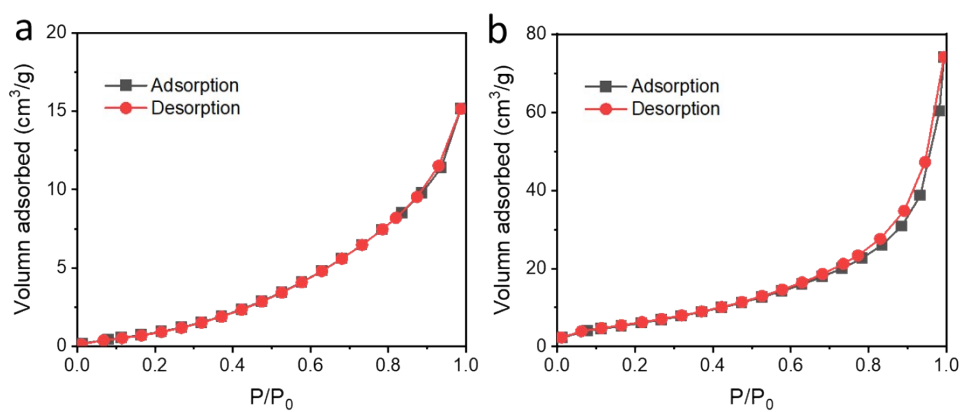 a
Volumn adsorbed (cm³/g)
20
15
10
5
0
Adsorption
Desorption
0.0 0.2 0.4 0.6 0.8 1.0
P/P₀
b
Volumn adsorbed (cm³/g)
80
60
40
20
0
Adsorption
Desorption
0.0 0.2 0.4 0.6 0.8 1.0
P/P₀